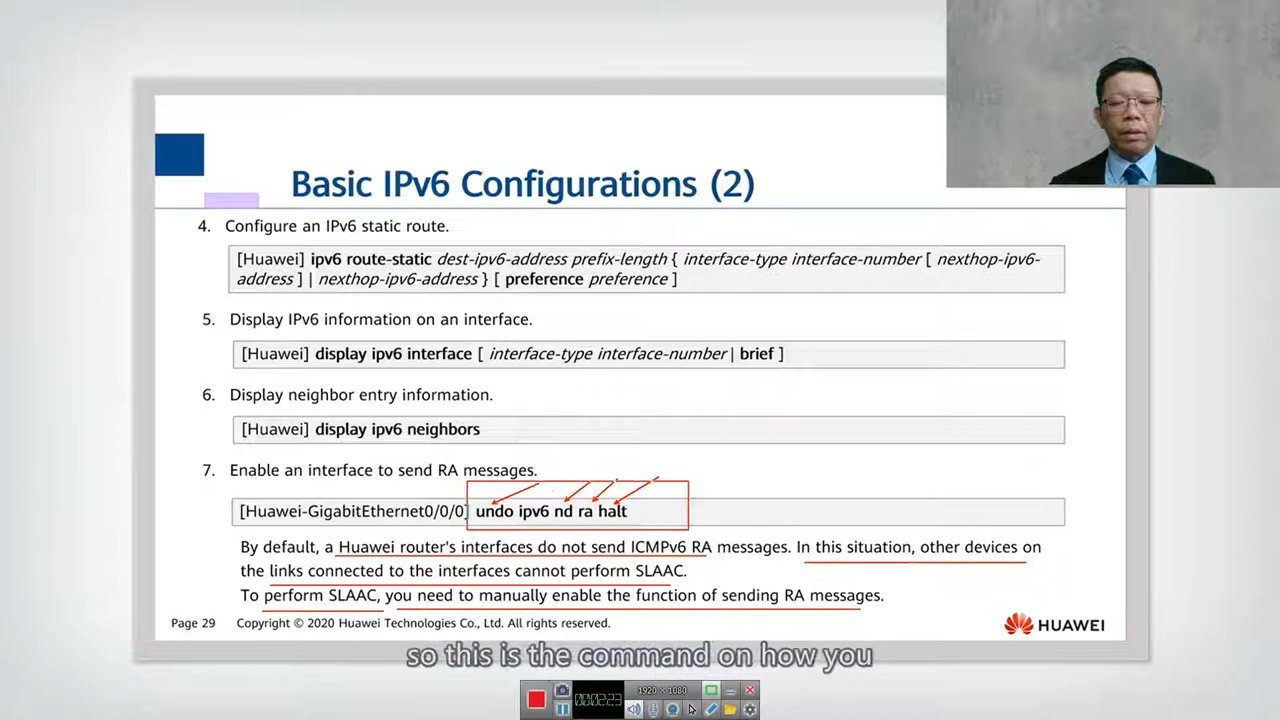 Basic IPv6 Configurations (2)
4. Configure an IPv6 static route.
[Huawei] ipv6 route-static dest-ipv6-address prefix-length { interface-type interface-number [ nexthop-ipv6-
address ] | nexthop-ipv6-address } [ preference preference ]
5. Display IPv6 information on an interface.
[Huawei] display ipv6 interface [ interface-type interface-number | brief ]
6. Display neighbor entry information.
[Huawei] display ipv6 neighbors
7. Enable an interface to send RA messages.
[Huawei-GigabitEthernet0/0/0] undo ipv6 nd ra halt
By default, a Huawei router's interfaces do not send ICMPv6 RA messages. In this situation, other devices on
the links connected to the interfaces cannot perform SLAAC.
To perform SLAAC, you need to manually enable the function of sending RA messages.
Page 29 Copyright © 2020 Huawei Technologies Co., Ltd. All rights reserved.
HUAWEI
so this is the command on how you
1920 × 1080
000223